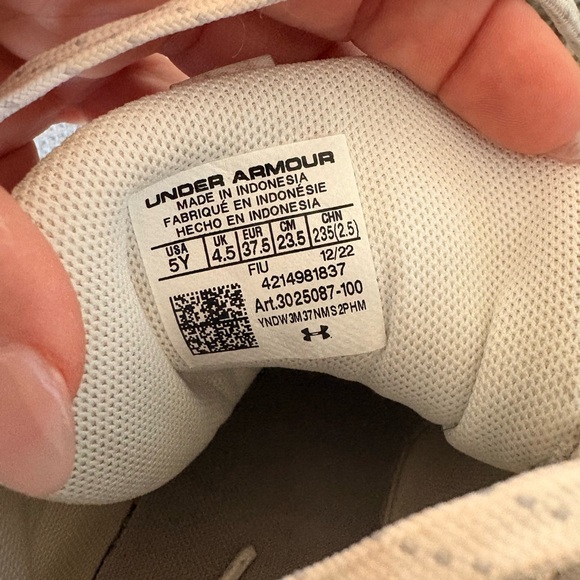 UNDER ARMOUR
MADE IN INDONESIA
FABRIQUÉ EN INDONÉSIE
HECHO EN INDONESIA
USA UK EUR CM CHN
5Y 4.5 37.5 23.5 235(2.5)
FIU 12/22
4214981837
Art.3025087-100
YNDW3M37NMS2PHM